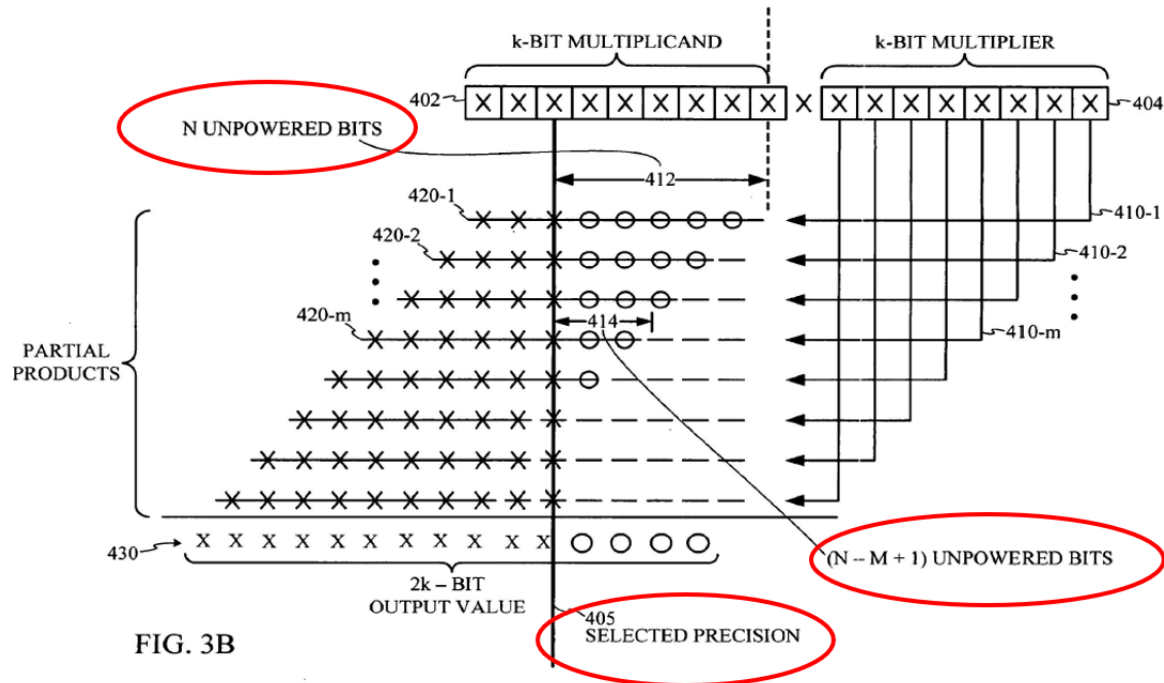 k-BIT MULTIPLICAND
k-BIT MULTIPLIER
402 X X X X X X X X X X X X X X X X X X 404
N UNPOWERED BITS
412
420-1 X X X O O O O O 410-1
420-2 X X X X O O O O 410-2
X X X X X O O O
414
420-m X X X X X X O O 410-m
PARTIAL
PRODUCTS
X X X X X X X O
X X X X X X X X
X X X X X X X X X
X X X X X X X X X X
430 X X X X X X X X X X X O O O O
(N -- M + 1) UNPOWERED BITS
2k – BIT
OUTPUT VALUE
405
SELECTED PRECISION
FIG. 3B